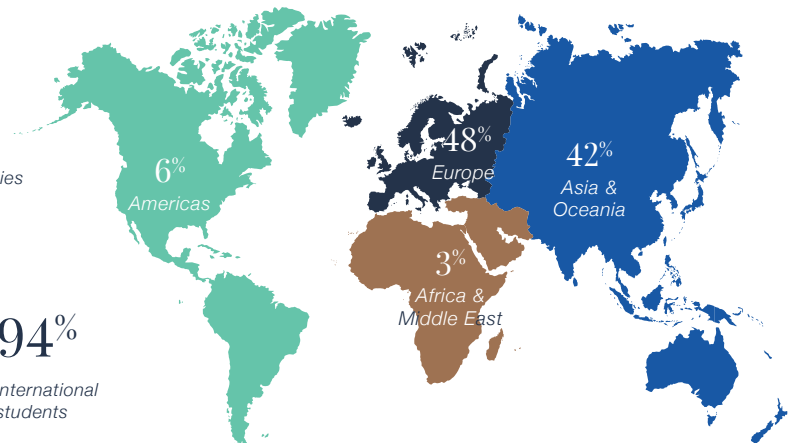 48%
Europe
42%
Asia &
Oceania
6%
Americas
ies
3%
Africa &
Middle East
94%
nternational
students